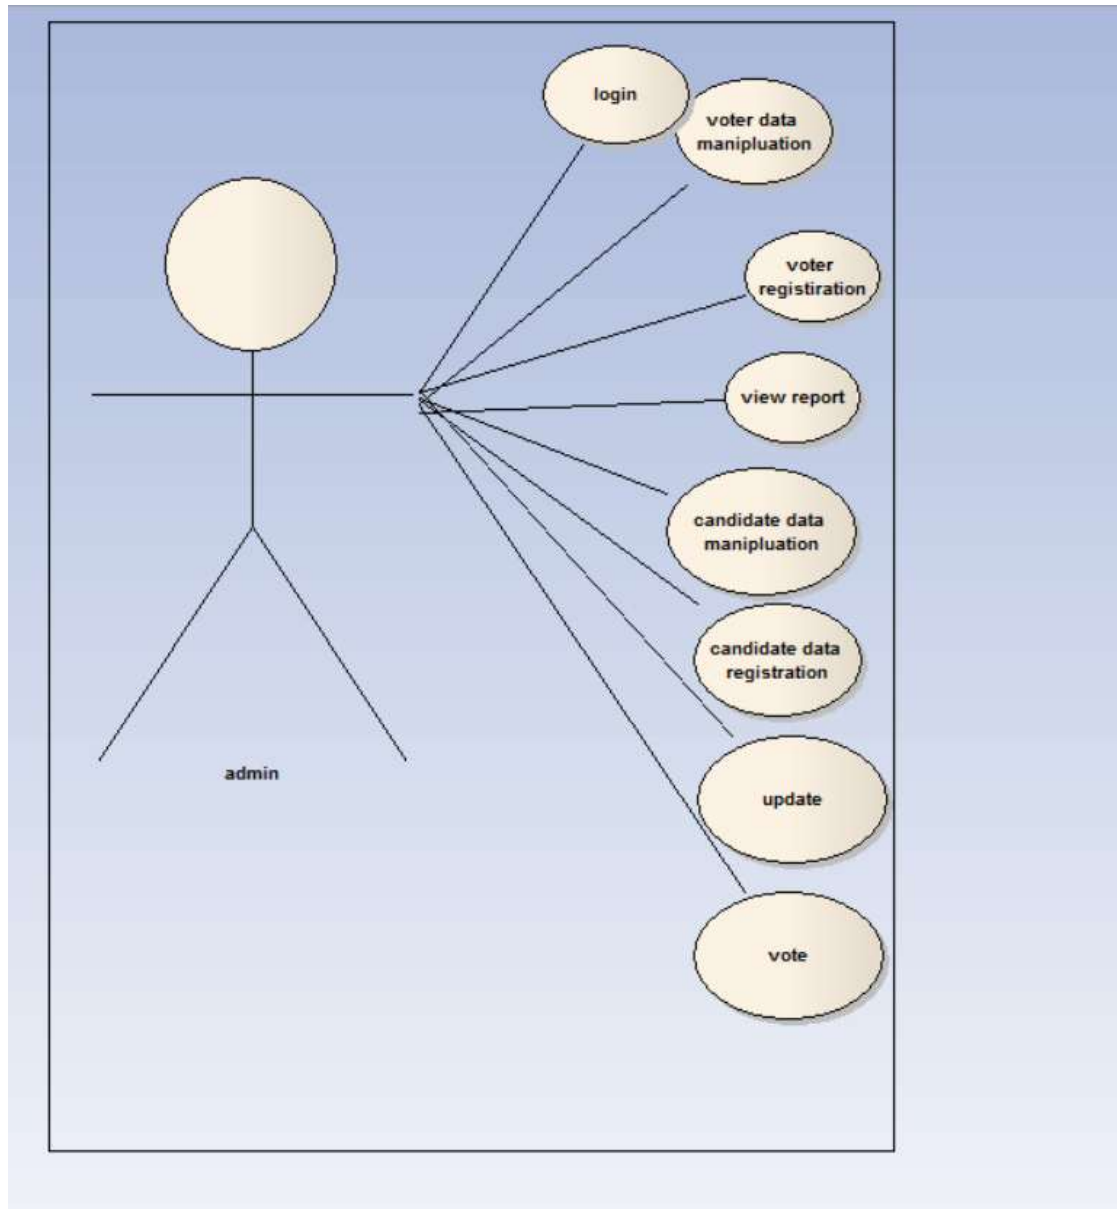 login
voter data
manipluation
voter
registiration
view report
candidate data
manipluation
candidate data
registration
admin
update
vote